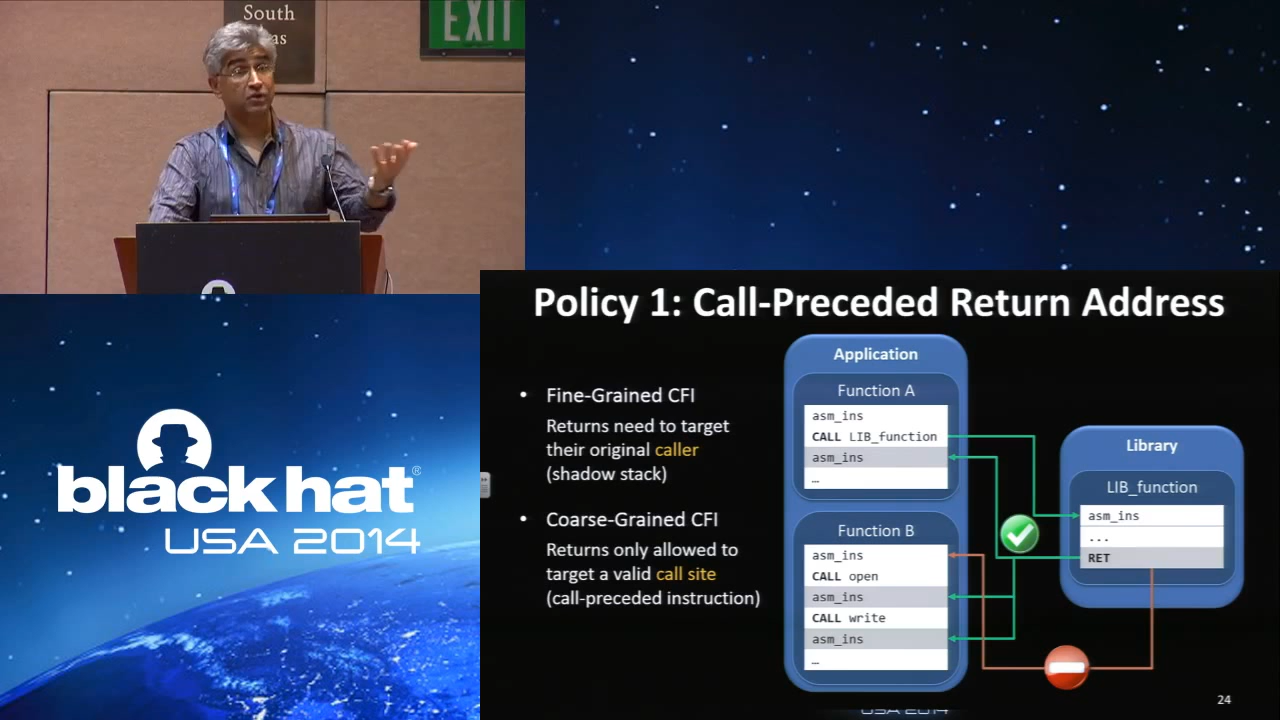 South
EXIT
black hat®
USA 2014
Policy 1: Call-Preceded Return Address
• Fine-Grained CFI
Returns need to target
their original caller
(shadow stack)
• Coarse-Grained CFI
Returns only allowed to
target a valid call site
(call-preceded instruction)
Application
Function A
asm_ins
CALL LIB_function
asm_ins
…
Function B
asm_ins
CALL open
asm_ins
CALL write
asm_ins
…
Library
LIB_function
asm_ins
...
RET
USA 2014
24